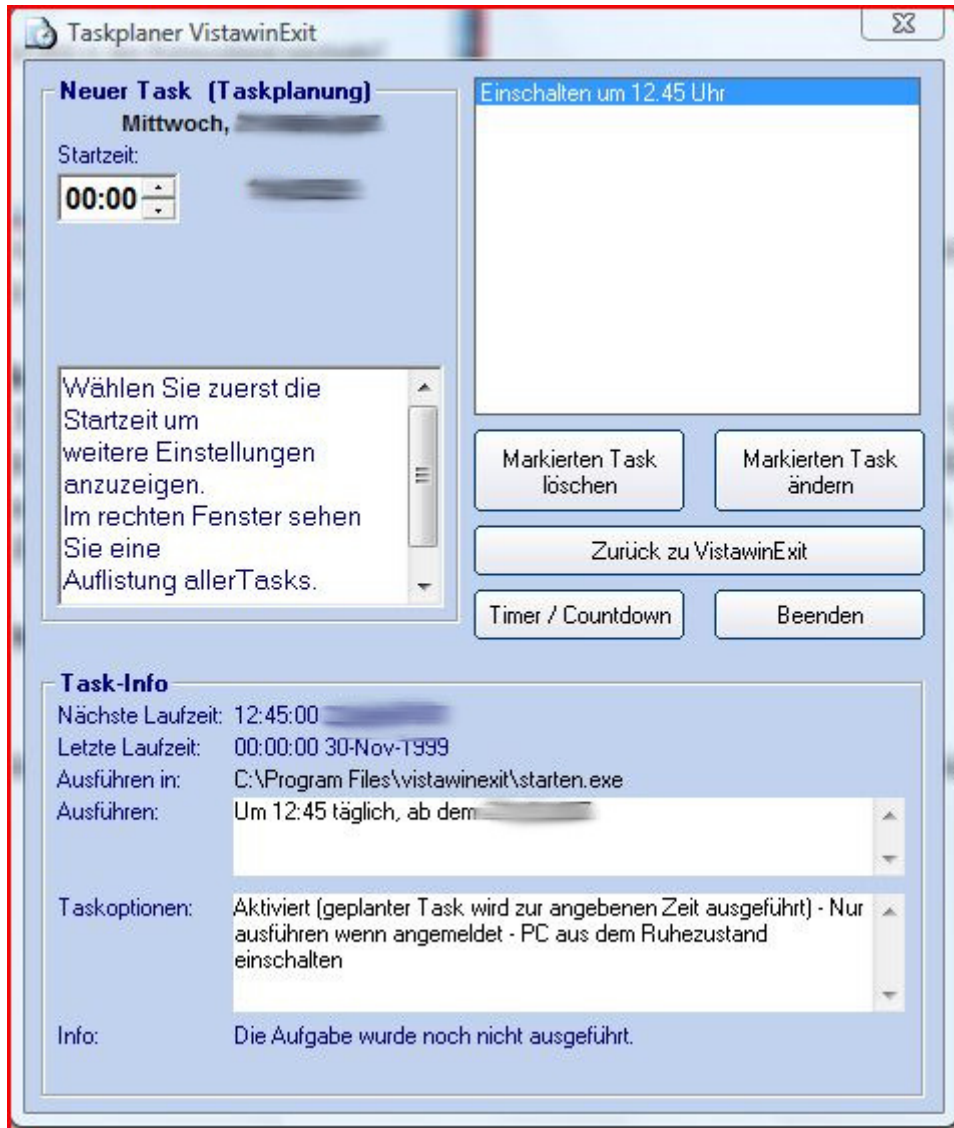 Taskplaner VistawinExit
Neuer Task (Taskplanung)
Mittwoch,
Startzeit:
00:00
Wählen Sie zuerst die
Startzeit um
weitere Einstellungen
anzuzeigen.
Im rechten Fenster sehen
Sie eine
Auflistung allerTasks.
Einschalten um 12.45 Uhr
Markierten Task
löschen
Markierten Task
ändern
Zurück zu VistawinExit
Timer / Countdown
Beenden
Task-Info
Nächste Laufzeit: 12:45:00
Letzte Laufzeit: 00:00:00 30-Nov-1999
Ausführen in: C:\Program Files\vistawinexit\starten.exe
Ausführen: Um 12:45 täglich, ab dem
Taskoptionen: Aktiviert (geplanter Task wird zur angebenen Zeit ausgeführt) - Nur
ausführen wenn angemeldet - PC aus dem Ruhezustand
einschalten
Info: Die Aufgabe wurde noch nicht ausgeführt.